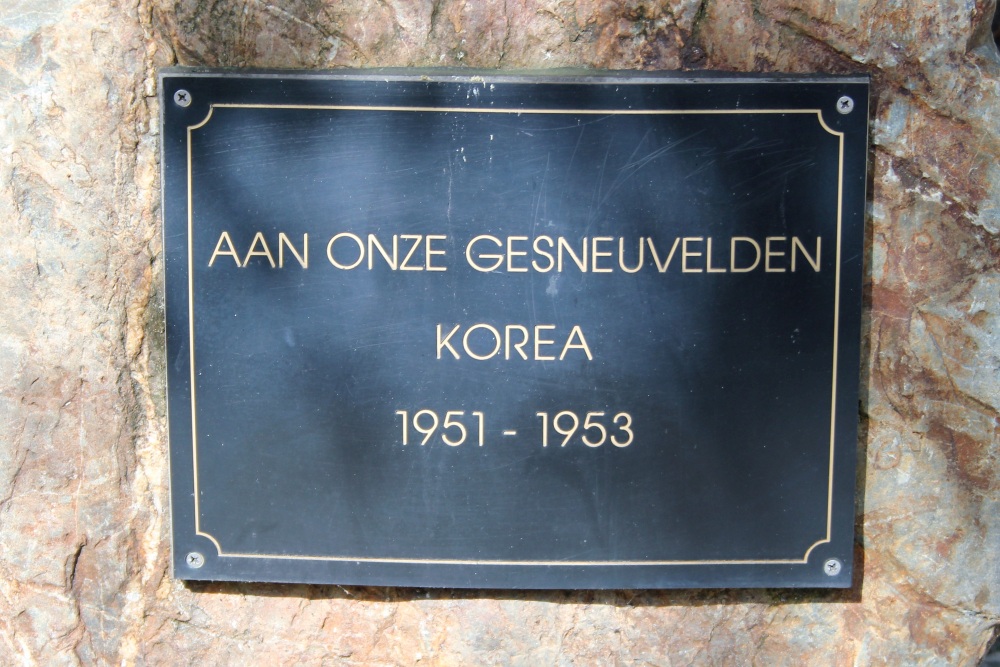 AAN ONZE GESNEUVELDEN
KOREA
1951 - 1953